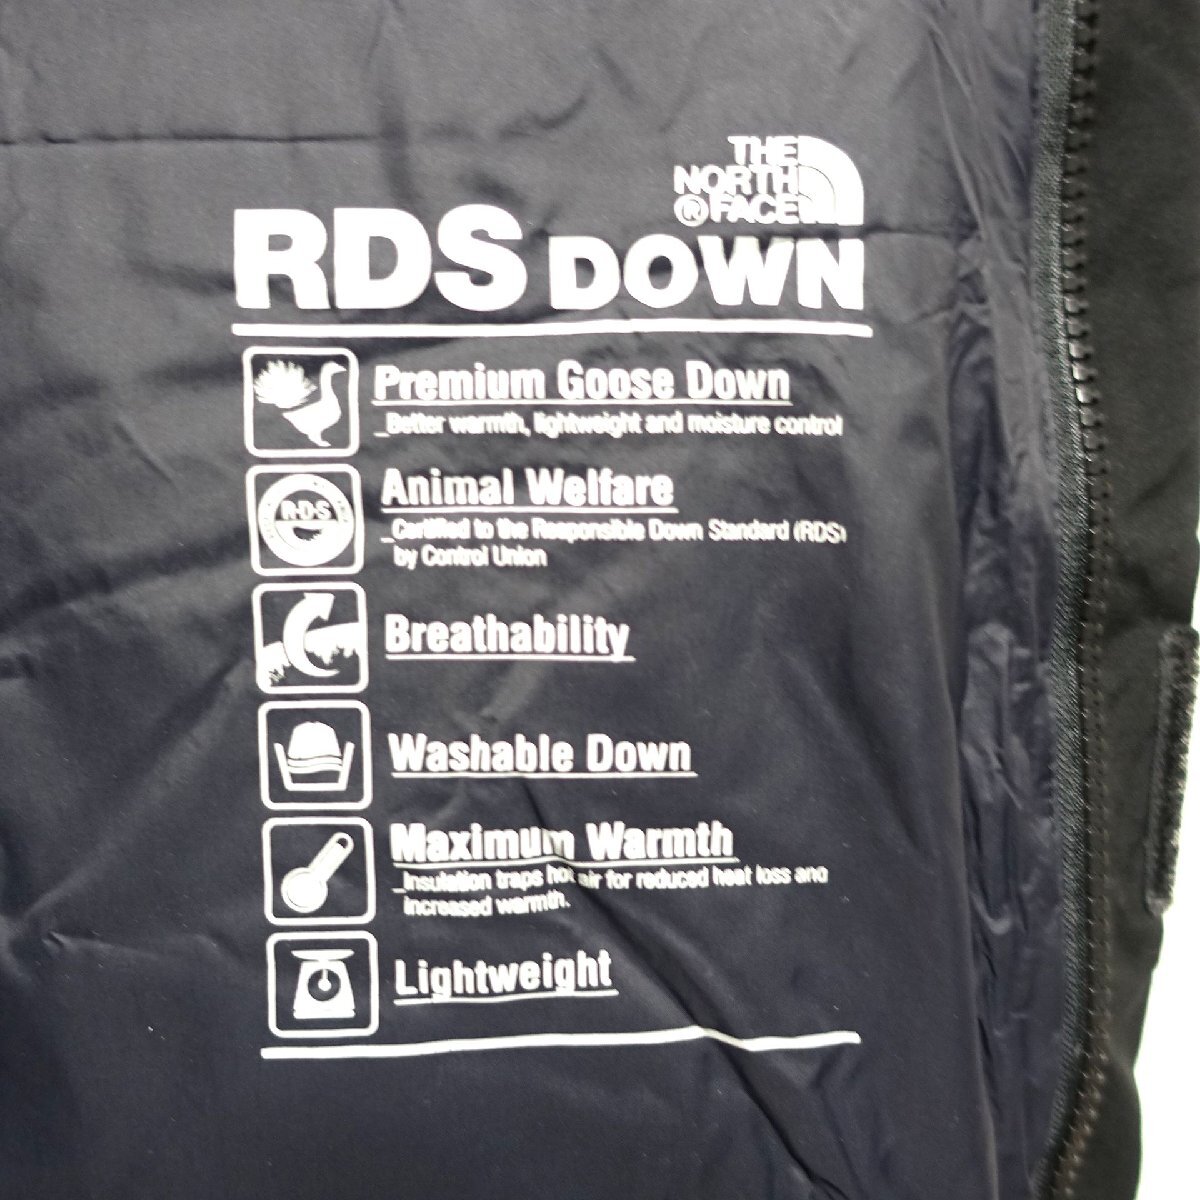 THE
NORTH
® FACE
RDS DOWN
Premium Goose Down
_Better warmth, lightweight and moisture control
R·D·S
Animal Welfare
_Certified to the Responsible Down Standard (RDS)
by Control Union
Breathability
Washable Down
Maximum Warmth
_Insulation traps hot air for reduced heat loss and
increased warmth.
Lightweight